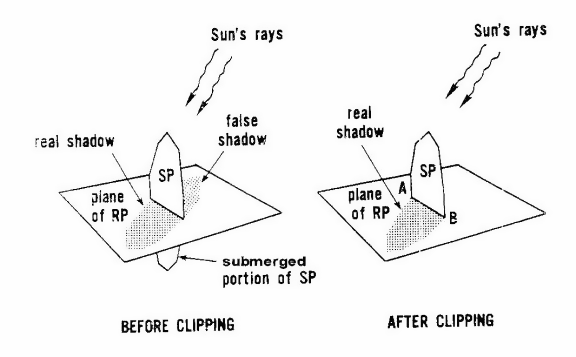 Sun's rays
false
shadow
real shadow
SP
plane
of RP
submerged
portion of SP
BEFORE CLIPPING
Sun's rays
real
shadow
SP
A
plane
of RP
B
AFTER CLIPPING